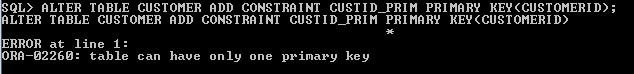 SQL> ALTER TABLE CUSTOMER ADD CONSTRAINT CUSTID_PRIM PRIMARY KEY(CUSTOMERID);
ALTER TABLE CUSTOMER ADD CONSTRAINT CUSTID_PRIM PRIMARY KEY(CUSTOMERID)
*
ERROR at line 1:
ORA-02260: table can have only one primary key